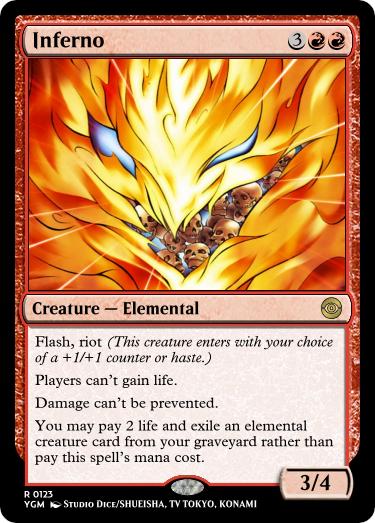 Inferno 3
Creature — Elemental
Flash, riot (This creature enters with your choice
of a +1/+1 counter or haste.)
Players can't gain life.
Damage can't be prevented.
You may pay 2 life and exile an elemental
creature card from your graveyard rather than
pay this spell's mana cost.
3/4
R 0123
YGM Studio Dice/SHUEISHA, TV TOKYO, KONAMI